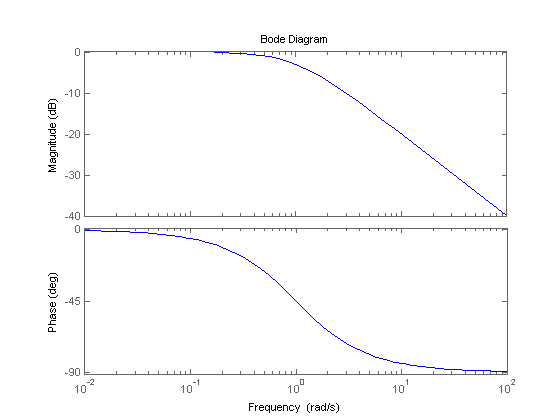 Bode Diagram
Magnitude (dB)
0
-10
-20
-30
-40
Phase (deg)
0
-45
-90
10^-2 10^-1 10^0 10^1 10^2
Frequency (rad/s)